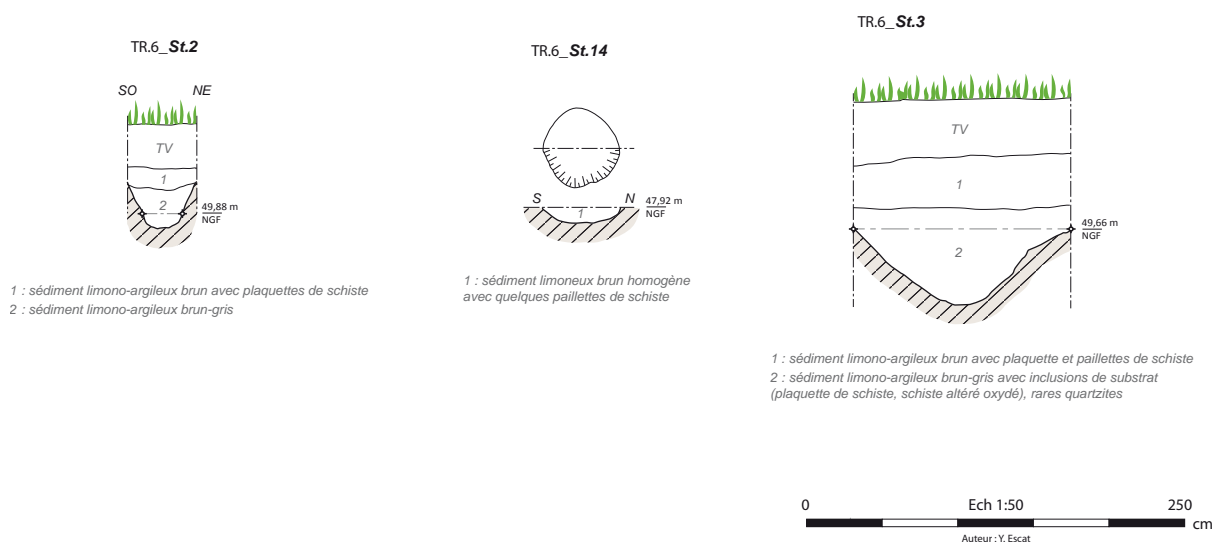 TR.6_St.2
SO NE
TV
1
2
49,88 m
NGF
1 : sédiment limono-argileux brun avec plaquettes de schiste
2 : sédiment limono-argileux brun-gris
TR.6_St.14
S N
1
47,92 m
NGF
1 : sédiment limoneux brun homogène
avec quelques paillettes de schiste
TR.6_St.3
TV
1
2
49,66 m
NGF
1 : sédiment limono-argileux brun avec plaquette et paillettes de schiste
2 : sédiment limono-argileux brun-gris avec inclusions de substrat
(plaquette de schiste, schiste altéré oxydé), rares quartzites
0 Ech 1:50 250
cm
Auteur : Y. Escat